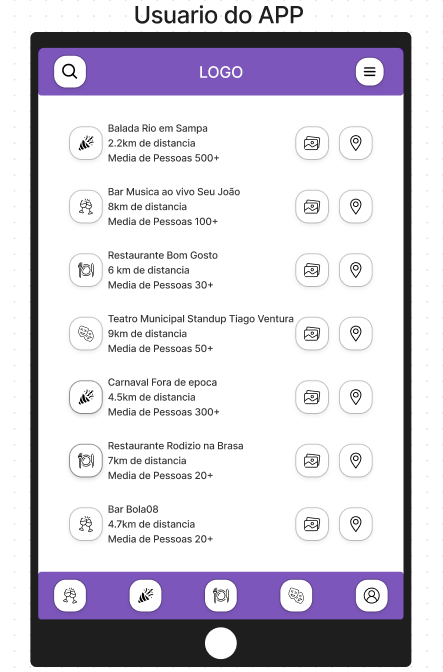 Usuario do APP
LOGO
Balada Rio em Sampa
2.2km de distancia
Media de Pessoas 500+
Bar Musica ao vivo Seu João
8km de distancia
Media de Pessoas 100+
Restaurante Bom Gosto
6 km de distancia
Media de Pessoas 30+
Teatro Municipal Standup Tiago Ventura
9km de distancia
Media de Pessoas 50+
Carnaval Fora de epoca
4.5km de distancia
Media de Pessoas 300+
Restaurante Rodizio na Brasa
7km de distancia
Media de Pessoas 20+
Bar Bola08
4.7km de distancia
Media de Pessoas 20+